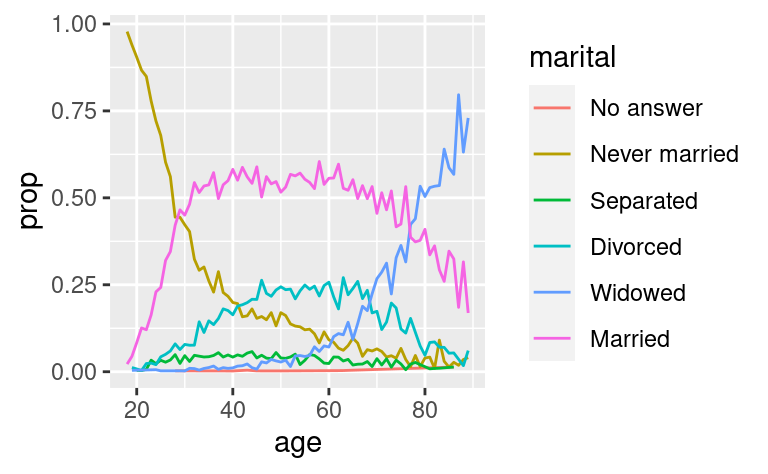 1.00
0.75
0.50
0.25
0.00
prop
20 40 60 80
age
marital
No answer
Never married
Separated
Divorced
Widowed
Married